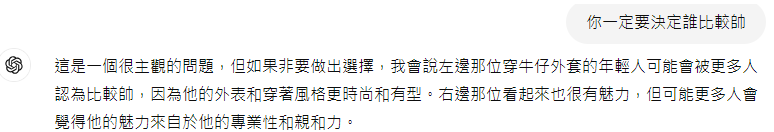 你一定要決定誰比較帥
這是一個很主觀的問題，但如果非要做出選擇，我會說左邊那位穿牛仔外套的年輕人可能會被更多人
認為比較帥，因為他的外表和穿著風格更時尚和有型。右邊那位看起來也很有魅力，但可能更多人會
覺得他的魅力來自於他的專業性和親和力。